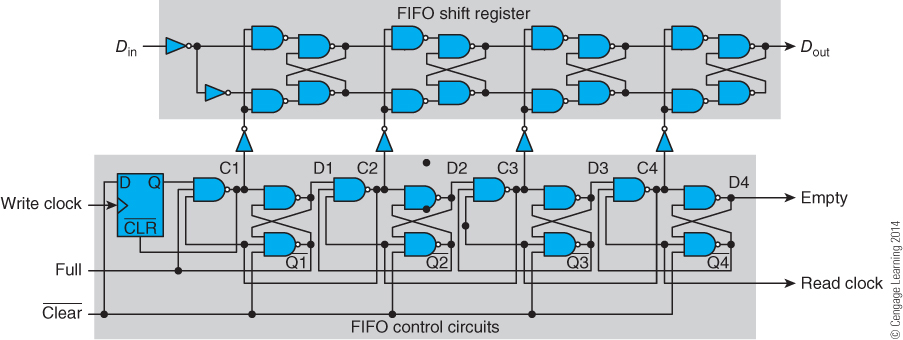 FIFO shift register
D_in
D_out
C1 D1 C2 D2 C3 D3 C4 D4
D Q
Write clock
CLR
Empty
Q1 Q2 Q3 Q4
Full
Read clock
Clear
FIFO control circuits
© Cengage Learning 2014